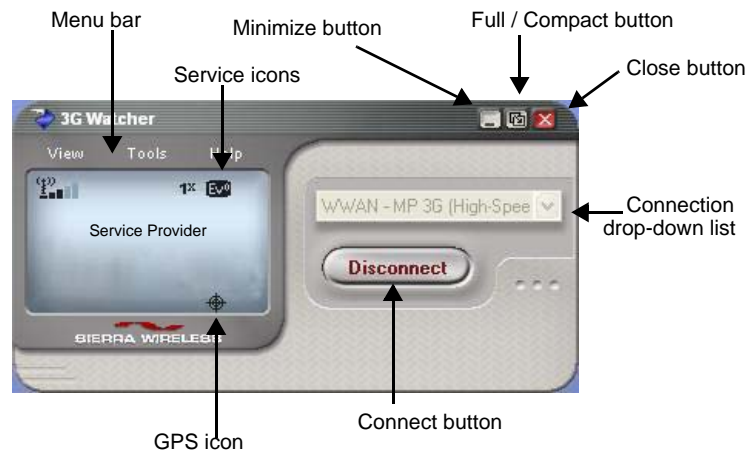 Menu bar
Minimize button
Full / Compact button
Service icons
Close button
3G Watcher
View Tools Help
1X EV
Service Provider
WWAN - MP 3G (High-Spee
Connection
drop-down list
Disconnect
SIERRA WIRELESS
Connect button
GPS icon